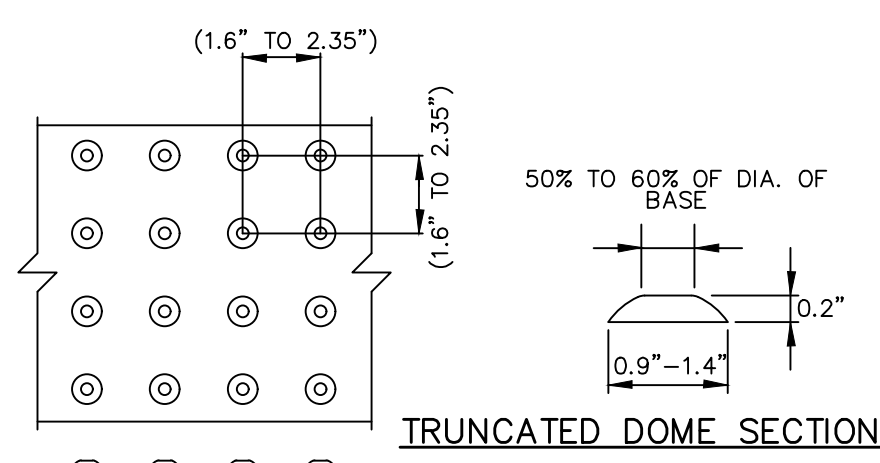 (1.6” TO 2.35”)
(1.6” TO 2.35”)
50% TO 60% OF DIA. OF
BASE
0.2”
0.9”–1.4”
TRUNCATED DOME SECTION